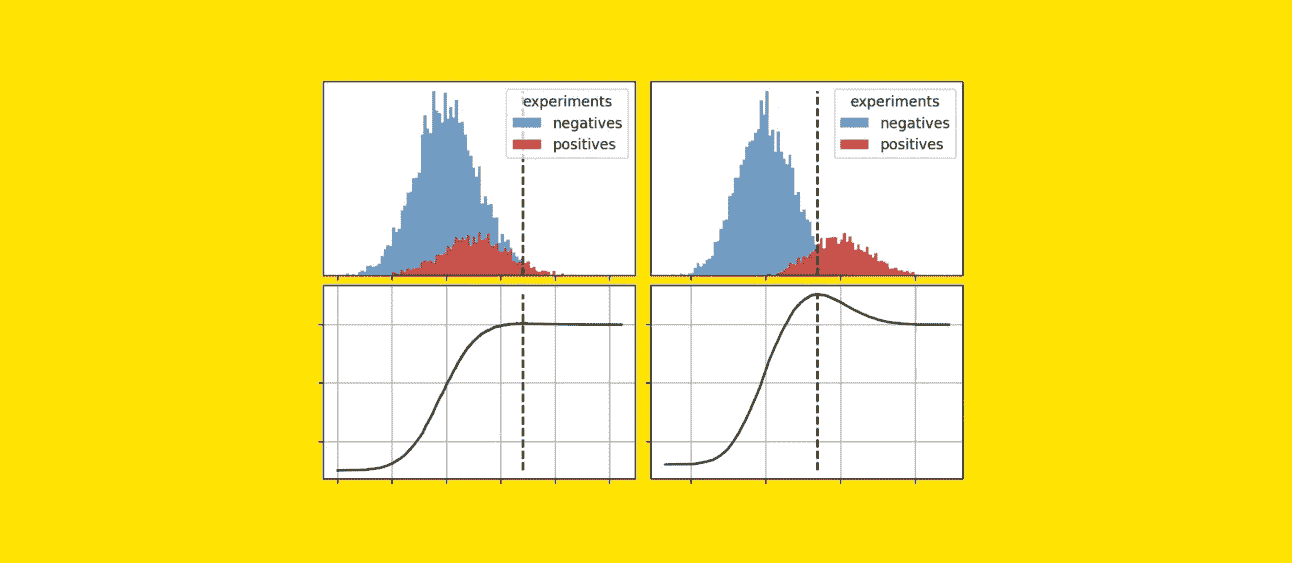 experiments
negatives
positives
experiments
negatives
positives